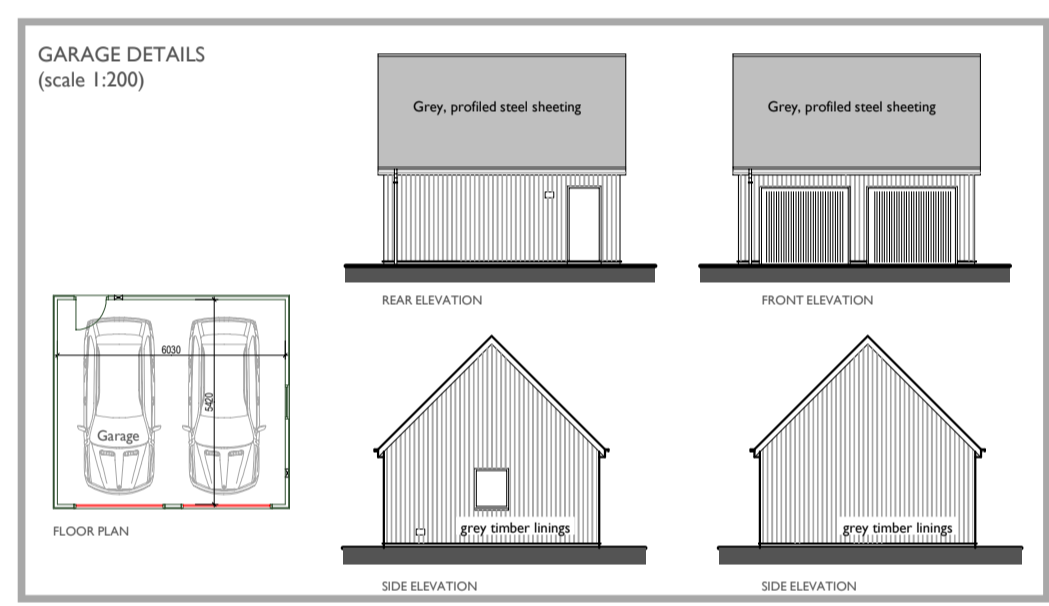 GARAGE DETAILS
(scale 1:200)
Grey, profiled steel sheeting
Grey, profiled steel sheeting
REAR ELEVATION
FRONT ELEVATION
6030
5420
Garage
FLOOR PLAN
grey timber linings
grey timber linings
SIDE ELEVATION
SIDE ELEVATION